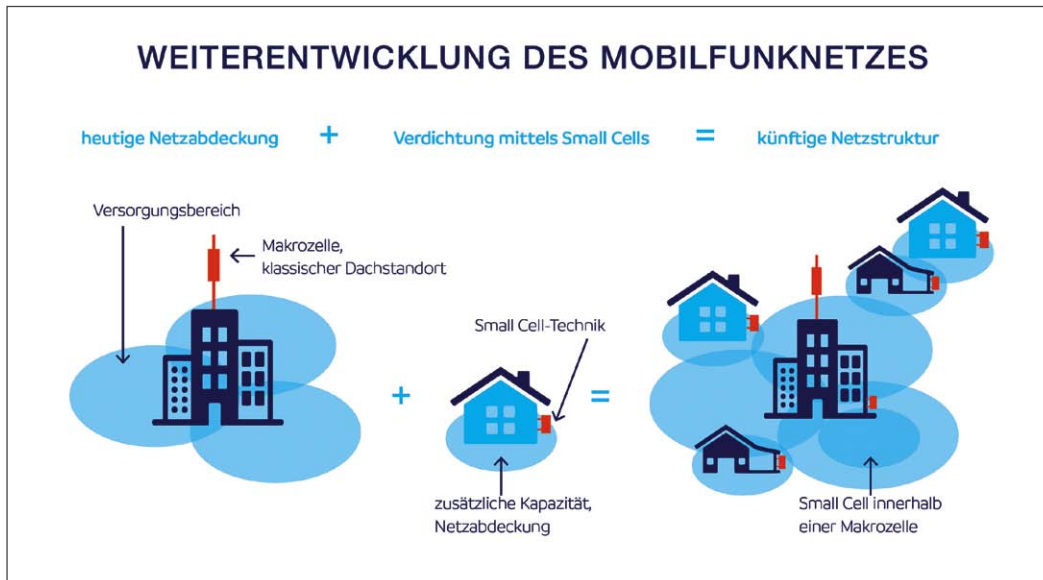 WEITERENTWICKLUNG DES MOBILFUNKNETZES
heutige Netzabdeckung + Verdichtung mittels Small Cells = künftige Netzstruktur
Versorgungsbereich
Makrozelle,
klassischer Dachstandort
Small Cell-Technik
+ =
zusätzliche Kapazität,
Netzabdeckung
Small Cell innerhalb
einer Makrozelle